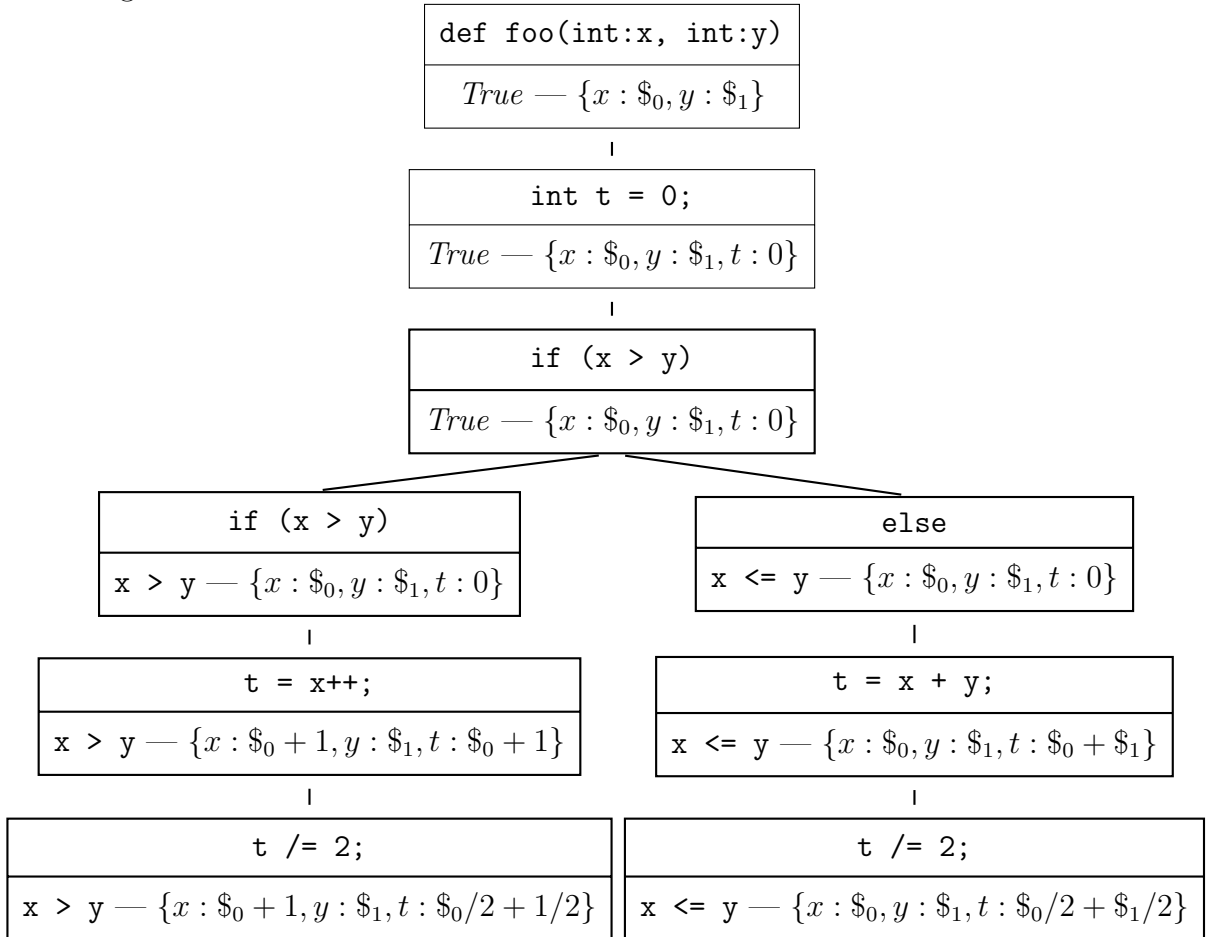 def foo(int:x, int:y)
True — {x : $₀, y : $₁}
int t = 0;
True — {x : $₀, y : $₁, t : 0}
if (x > y)
True — {x : $₀, y : $₁, t : 0}
if (x > y)
x > y — {x : $₀, y : $₁, t : 0}
else
x <= y — {x : $₀, y : $₁, t : 0}
t = x++;
x > y — {x : $₀ + 1, y : $₁, t : $₀ + 1}
t = x + y;
x <= y — {x : $₀, y : $₁, t : $₀ + $₁}
t /= 2;
x > y — {x : $₀ + 1, y : $₁, t : $₀/2 + 1/2}
t /= 2;
x <= y — {x : $₀, y : $₁, t : $₀/2 + $₁/2}